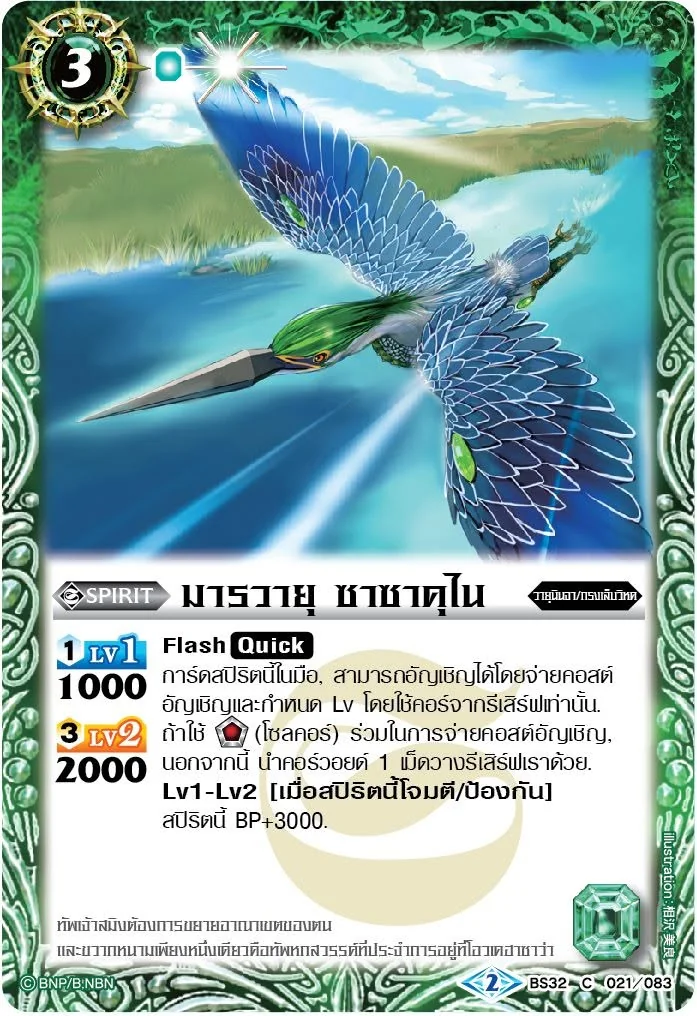 3
SPIRIT
มารวายุ ซาซาคุไน
วายุนินจา/กรงเล็บวิหค
1 LV1
1000
3 LV2
2000
Flash Quick
การ์ดสปิริตนี้ในมือ, สามารถอัญเชิญได้โดยจ่ายคอสต์
อัญเชิญและกำหนด Lv โดยใช้คอร์จากรีเสิร์ฟเท่านั้น.
ถ้าใช้ (โซลคอร์) ร่วมในการจ่ายคอสต์อัญเชิญ,
นอกจากนี้ นำคอร์วอยด์ 1 เม็ดวางรีเสิร์ฟเราด้วย.
Lv1-Lv2 [เมื่อสปิริตนี้โจมตี/ป้องกัน]
สปิริตนี้ BP+3000.
ทัพเจ้าสมิงต้องการขยายอาณาเขตของตน
และขวากหนามเพียงหนึ่งเดียวคือทัพหกสวรรค์ที่ประจำการอยู่ที่โอวเดฮาซาว่า
illustration : 相沢 美良
©BNP/B,NBN
2
BS32 C 021/083